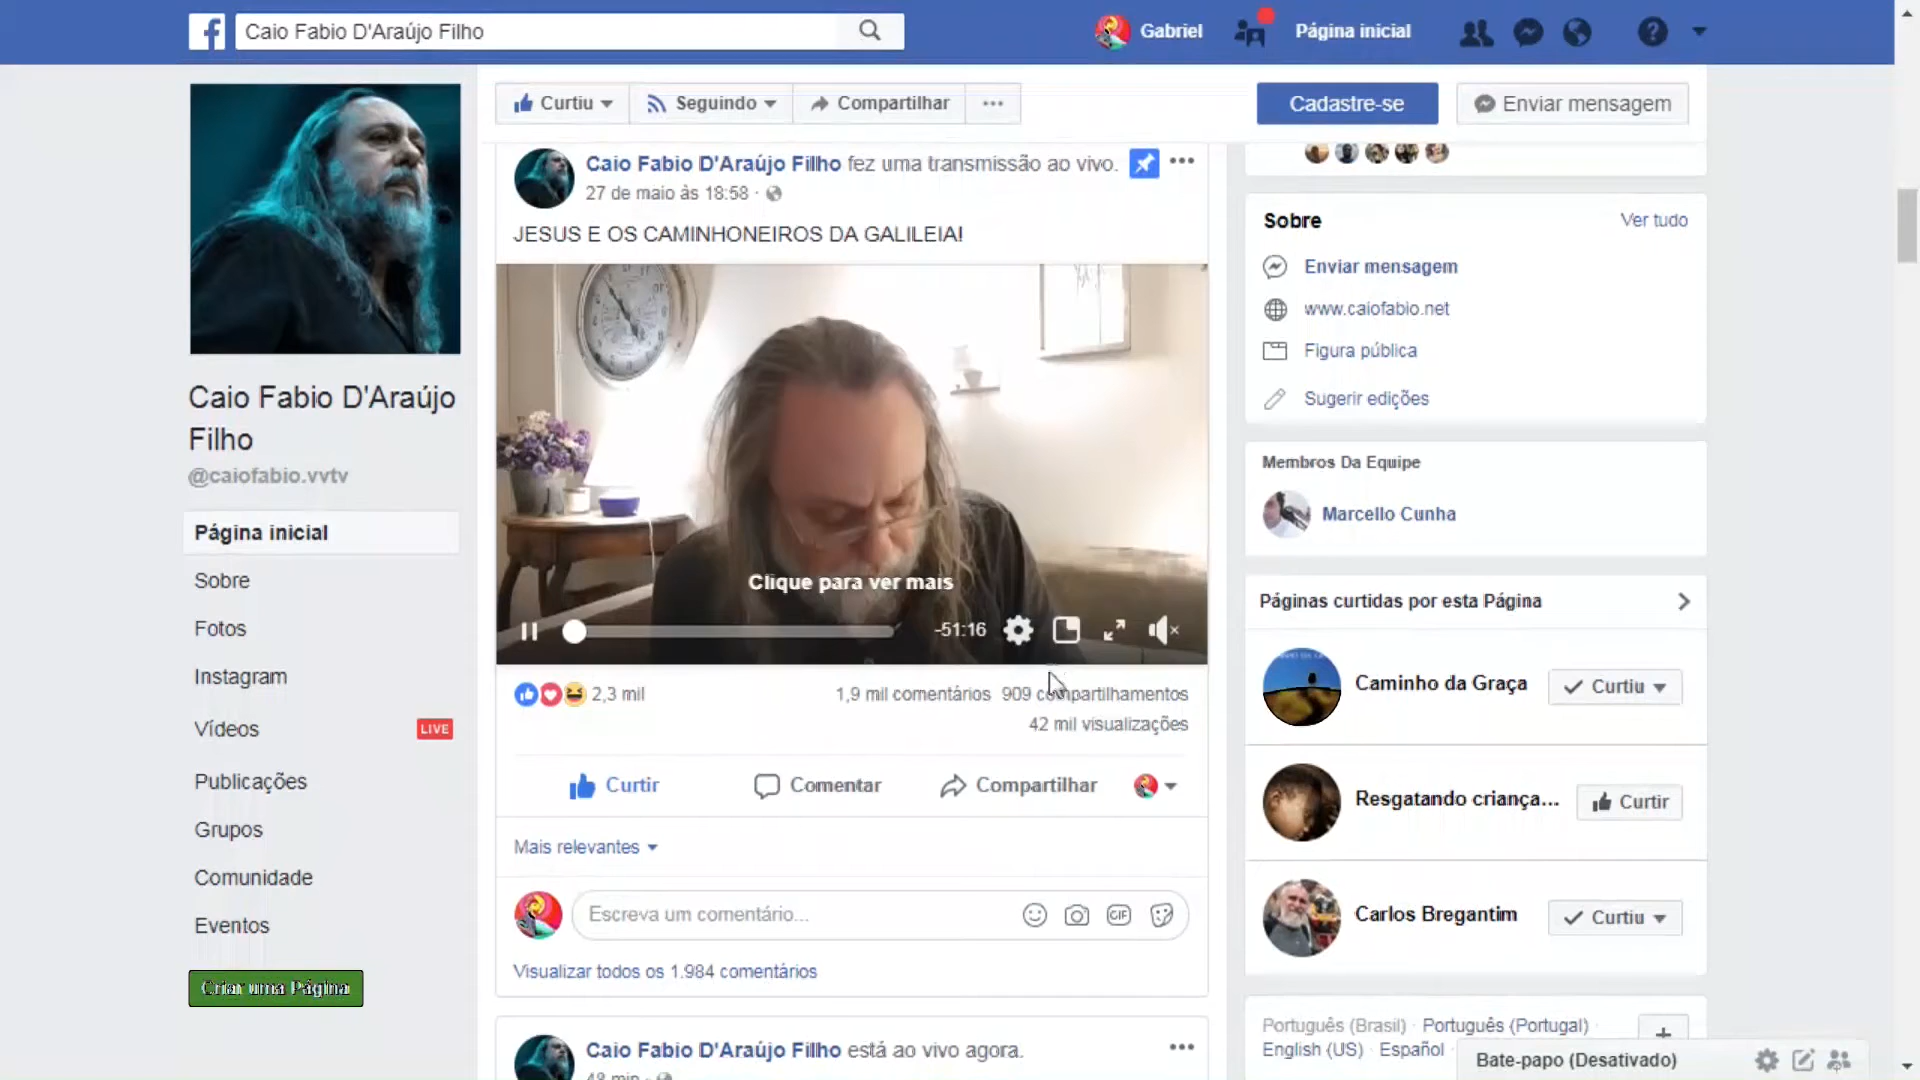 Caio Fabio D'Araújo Filho
Gabriel
Página inicial
Curtiu
Seguindo
Compartilhar
Cadastre-se
Enviar mensagem
Caio Fabio D'Araújo Filho fez uma transmissão ao vivo.
27 de maio às 18:58 ·
JESUS E OS CAMINHONEIROS DA GALILEIA!
Clique para ver mais
-51:16
2,3 mil
1,9 mil comentários
909 compartilhamentos
42 mil visualizações
Curtir
Comentar
Compartilhar
Mais relevantes
Escreva um comentário...
GIF
Visualizar todos os 1.984 comentários
Caio Fabio D'Araújo Filho está ao vivo agora.
48 min ·
Caio Fabio D'Araújo
Filho
@caiofabio.vvtv
Página inicial
Sobre
Fotos
Instagram
Vídeos
LIVE
Publicações
Grupos
Comunidade
Eventos
Criar uma Página
Sobre
Ver tudo
Enviar mensagem
www.caiofabio.net
Figura pública
Sugerir edições
Membros Da Equipe
Marcello Cunha
Páginas curtidas por esta Página
Caminho da Graça
Curtiu
Resgatando criança...
Curtir
Carlos Bregantim
Curtiu
Português (Brasil) · Português (Portugal) ·
English (US) · Español
Bate-papo (Desativado)